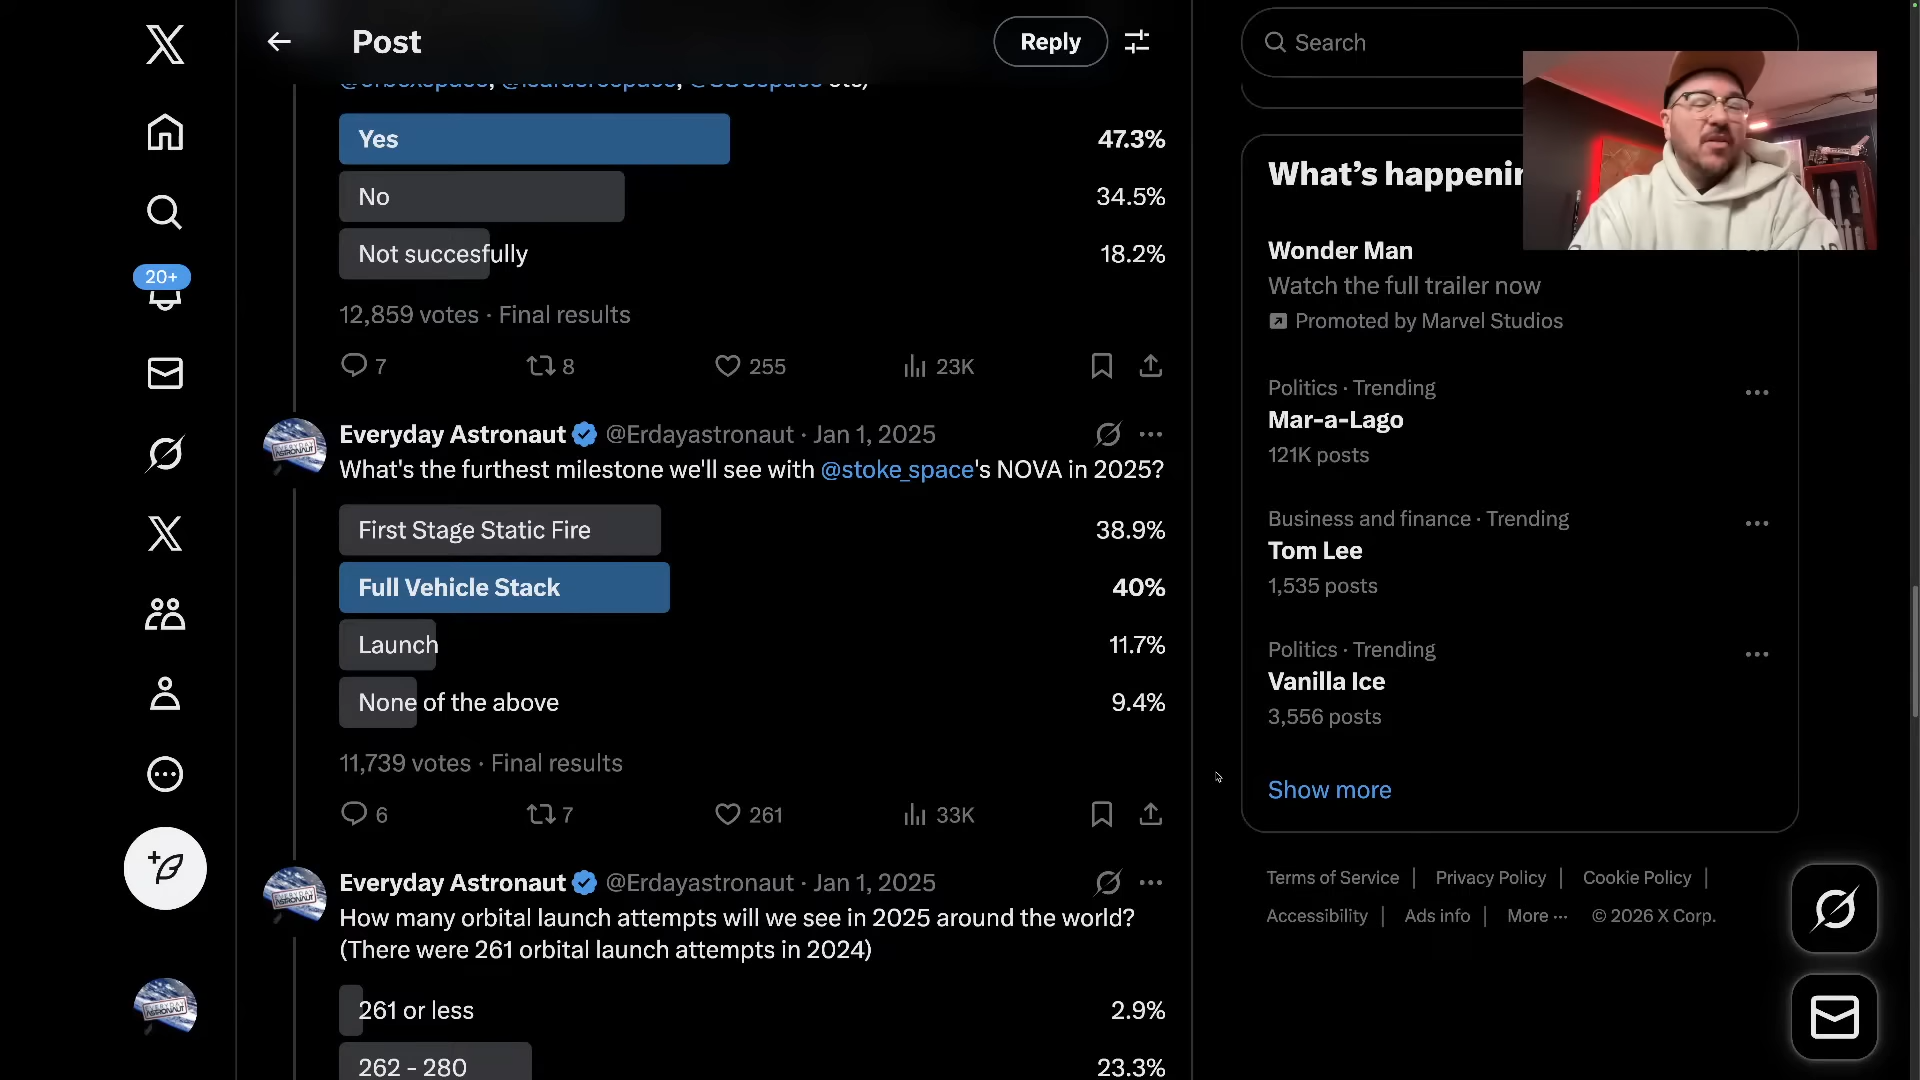 Post
Reply
Search
Yes
47.3%
No
34.5%
Not succesfully
18.2%
12,859 votes · Final results
7
8
255
23K
Everyday Astronaut @Erdayastronaut · Jan 1, 2025
What's the furthest milestone we'll see with @stoke_space's NOVA in 2025?
First Stage Static Fire
38.9%
Full Vehicle Stack
40%
Launch
11.7%
None of the above
9.4%
11,739 votes · Final results
6
7
261
33K
Everyday Astronaut @Erdayastronaut · Jan 1, 2025
How many orbital launch attempts will we see in 2025 around the world?
(There were 261 orbital launch attempts in 2024)
261 or less
2.9%
262 - 280
23.3%
20+
What's happenin
Wonder Man
Watch the full trailer now
Promoted by Marvel Studios
Politics · Trending
Mar-a-Lago
121K posts
Business and finance · Trending
Tom Lee
1,535 posts
Politics · Trending
Vanilla Ice
3,556 posts
Show more
Terms of Service | Privacy Policy | Cookie Policy |
Accessibility | Ads info | More ··· © 2026 X Corp.